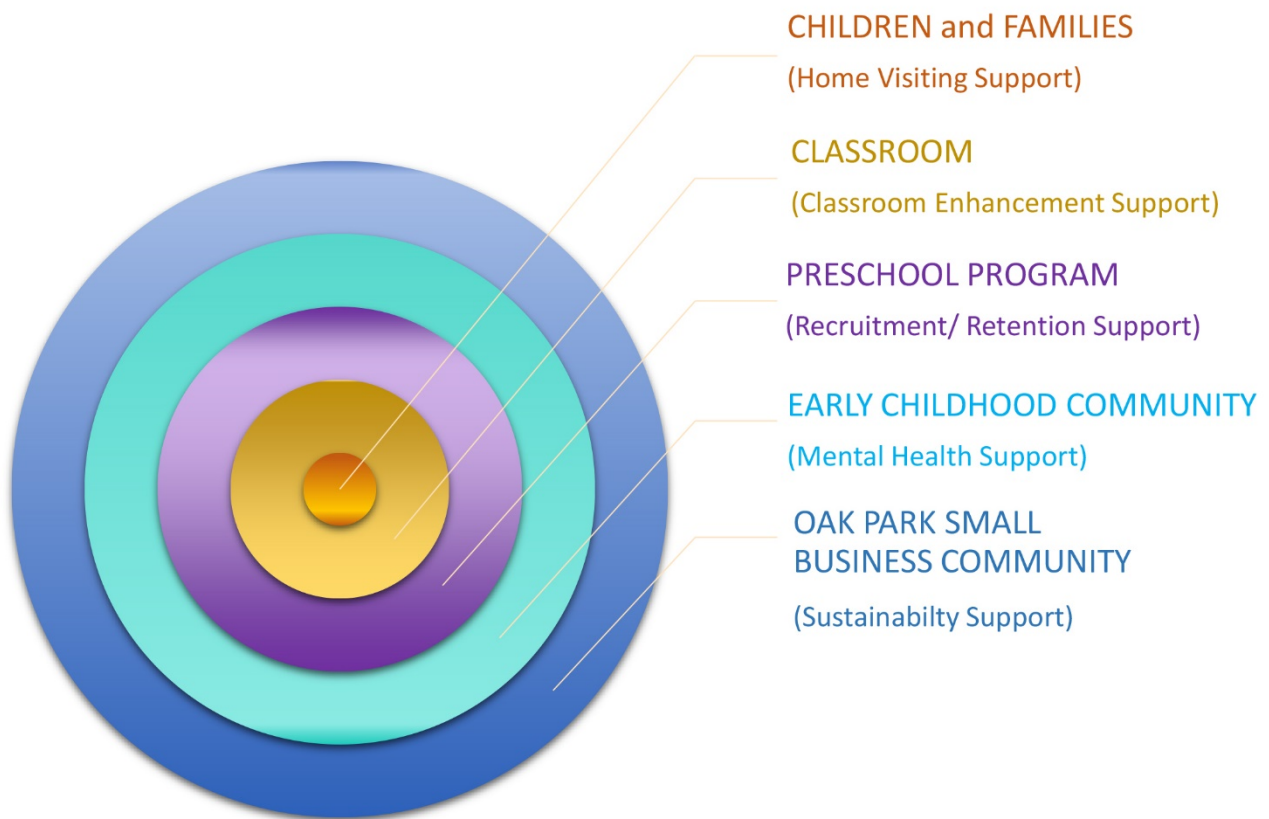 CHILDREN and FAMILIES
(Home Visiting Support)
CLASSROOM
(Classroom Enhancement Support)
PRESCHOOL PROGRAM
(Recruitment/ Retention Support)
EARLY CHILDHOOD COMMUNITY
(Mental Health Support)
OAK PARK SMALL
BUSINESS COMMUNITY
(Sustainabilty Support)